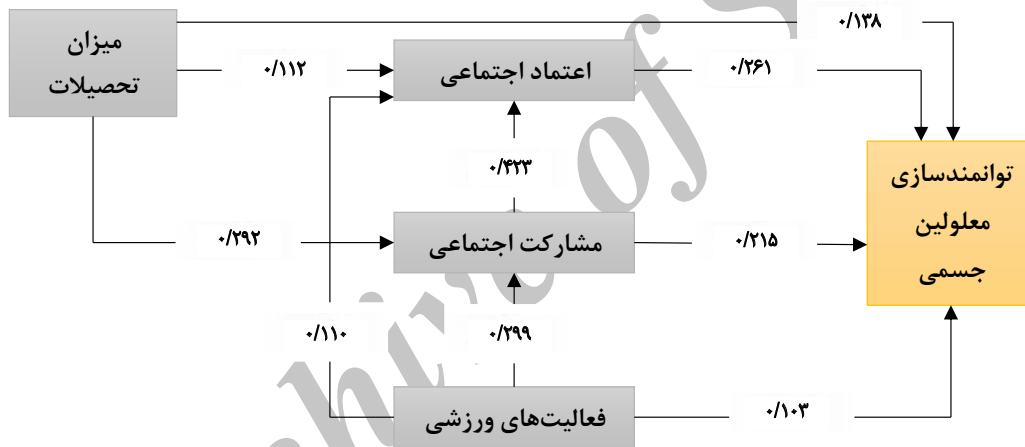 ۰/۱۳۸
میزان
تحصیلات
۰/۱۱۲
اعتماد اجتماعی
۰/۲۶۱
۰/۴۲۳
توانمندسازی
معلولین
جسمی
۰/۲۹۲
مشارکت اجتماعی
۰/۲۱۵
۰/۱۱۰
۰/۲۹۹
فعالیت‌های ورزشی
۰/۱۰۳